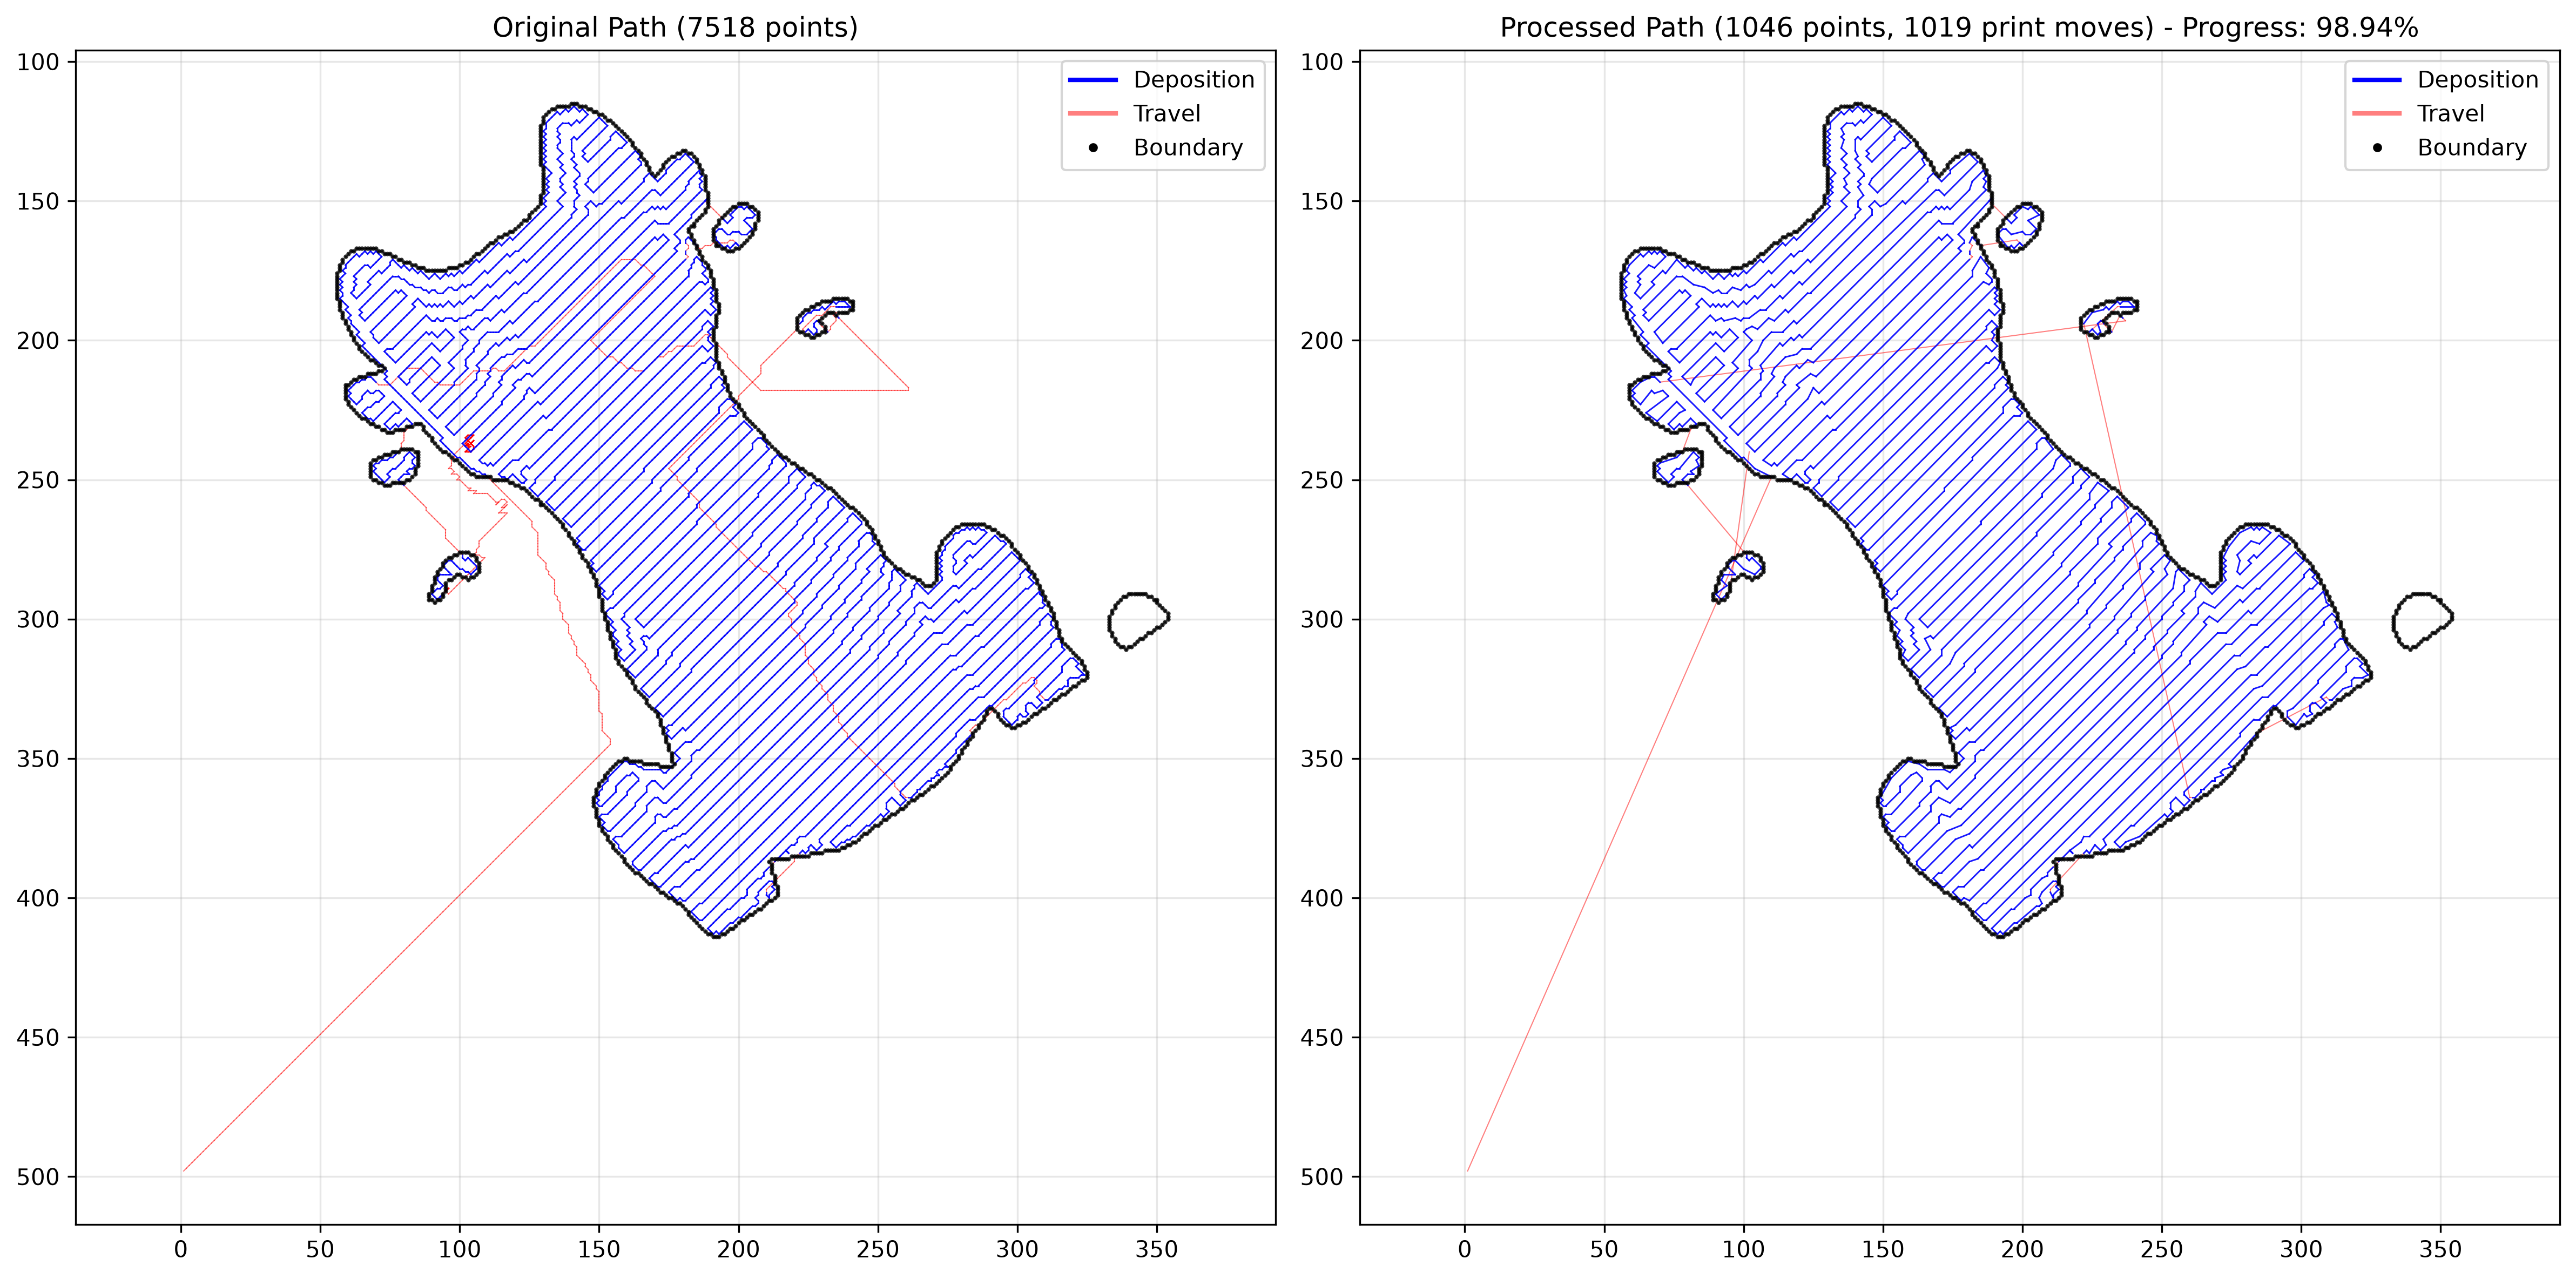 Original Path (7518 points)
Deposition
Travel
Boundary
100
150
200
250
300
350
400
450
500
0 50 100 150 200 250 300 350
Processed Path (1046 points, 1019 print moves) - Progress: 98.94%
Deposition
Travel
Boundary
100
150
200
250
300
350
400
450
500
0 50 100 150 200 250 300 350